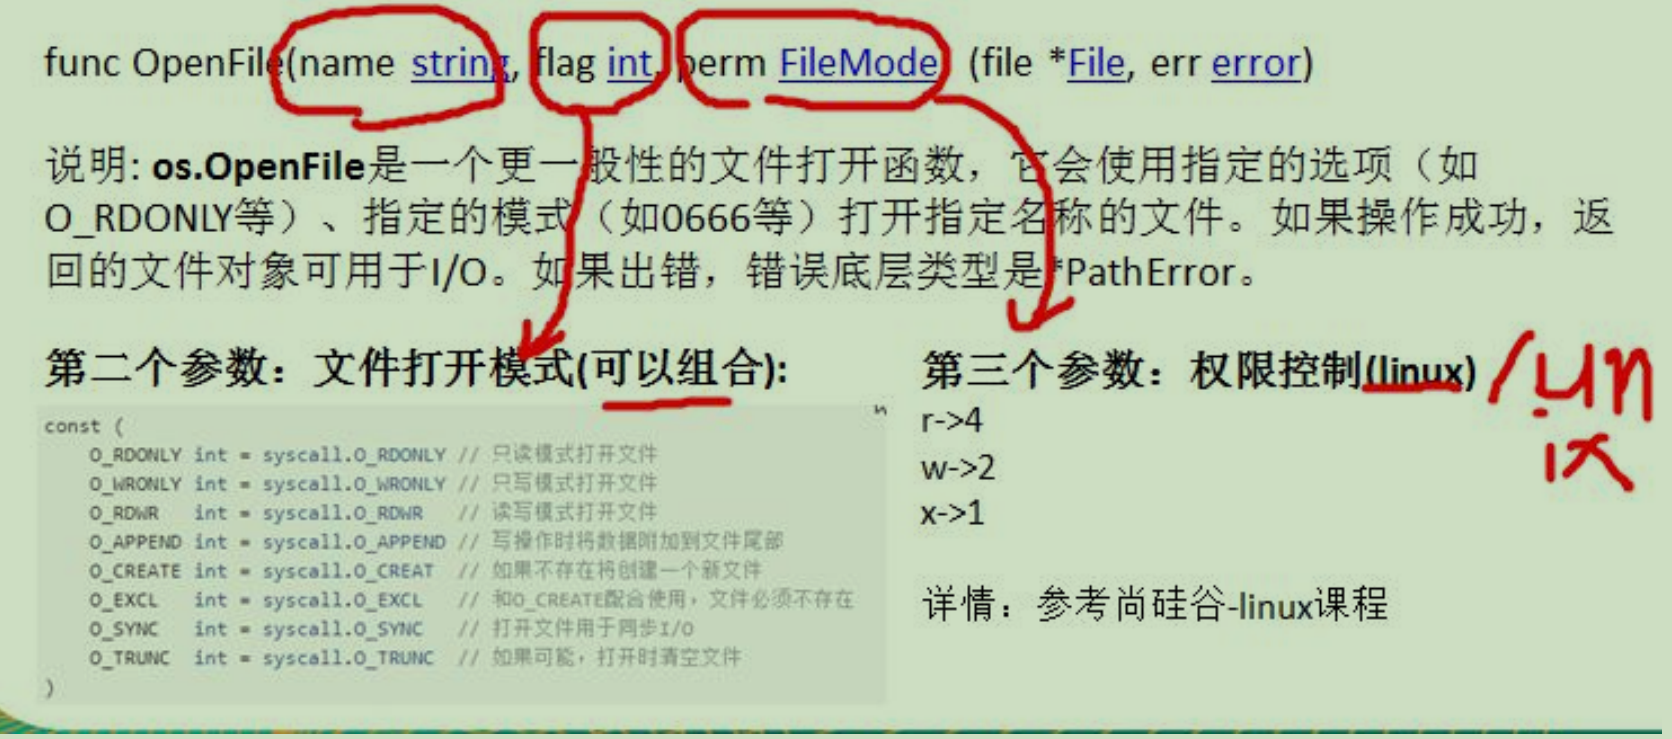 func OpenFile(name string, flag int, perm FileMode) (file *File, err error)
说明: os.OpenFile是一个更一般性的文件打开函数，它会使用指定的选项（如
O_RDONLY等）、指定的模式（如0666等）打开指定名称的文件。如果操作成功，返
回的文件对象可用于I/O。如果出错，错误底层类型是*PathError。
第二个参数：文件打开模式(可以组合):
const (
O_RDONLY int = syscall.O_RDONLY // 只读模式打开文件
O_WRONLY int = syscall.O_WRONLY // 只写模式打开文件
O_RDWR int = syscall.O_RDWR // 读写模式打开文件
O_APPEND int = syscall.O_APPEND // 写操作时将数据附加到文件尾部
O_CREATE int = syscall.O_CREAT // 如果不存在将创建一个新文件
O_EXCL int = syscall.O_EXCL // 和O_CREATE配合使用，文件必须不存在
O_SYNC int = syscall.O_SYNC // 打开文件用于同步I/O
O_TRUNC int = syscall.O_TRUNC // 如果可能，打开时清空文件
)
第三个参数：权限控制(linux) /un
ix
r->4
w->2
x->1
详情：参考尚硅谷-linux课程